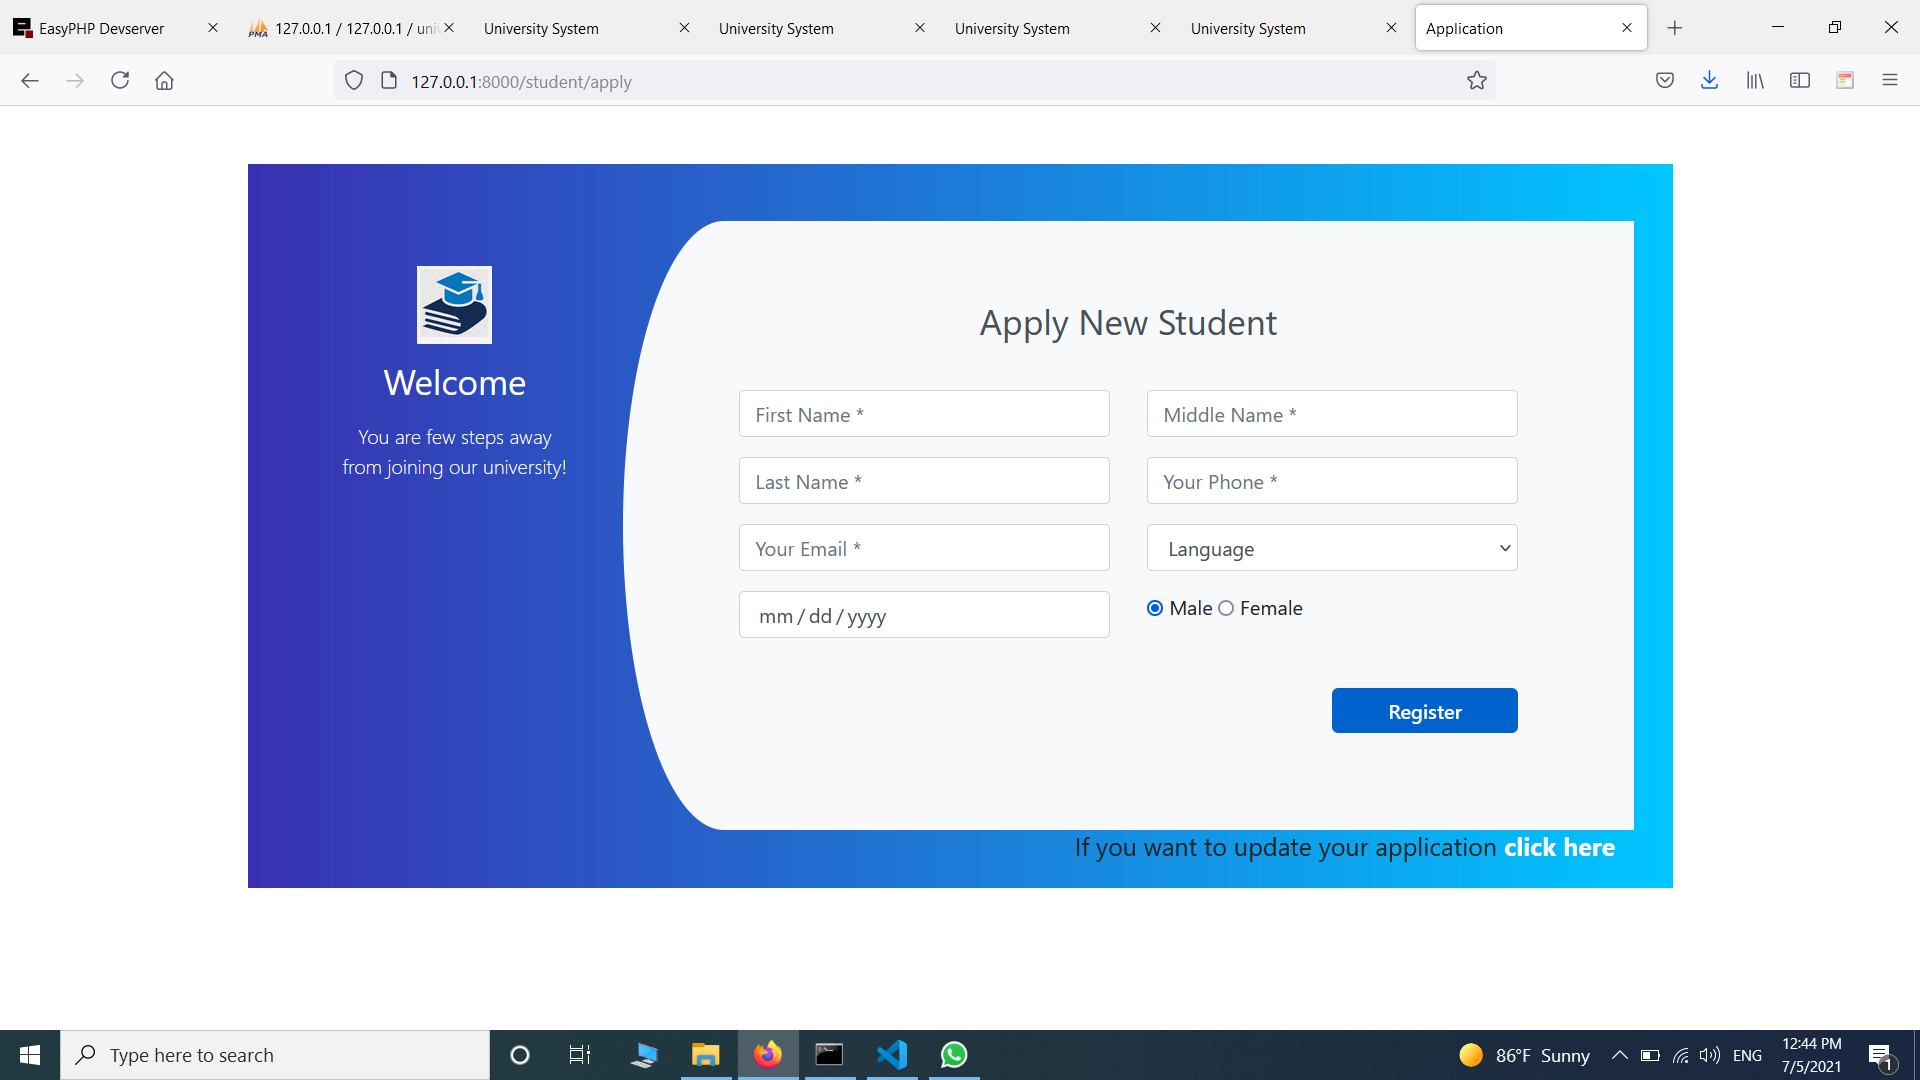 EasyPHP Devserver
127.0.0.1 / 127.0.0.1 / univ
University System
University System
University System
University System
Application
127.0.0.1:8000/student/apply
Welcome
You are few steps away
from joining our university!
Apply New Student
First Name *
Middle Name *
Last Name *
Your Phone *
Your Email *
Language
mm / dd / yyyy
Male
Female
Register
If you want to update your application click here
Type here to search
86°F Sunny
ENG
12:44 PM
7/5/2021
1